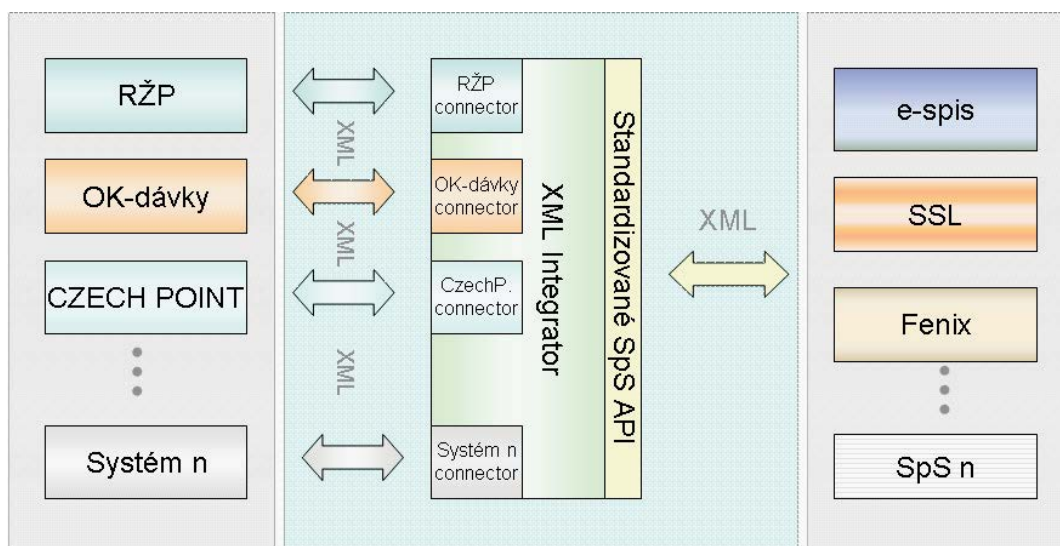 RŽP
OK-dávky
CZECH POINT
Systém n
XML
XML
XML
RŽP
connector
OK-dávky
connector
CzechP.
connector
Systém n
connector
XML Integrator
Standardizované SpS API
XML
e-spis
SSL
Fenix
SpS n